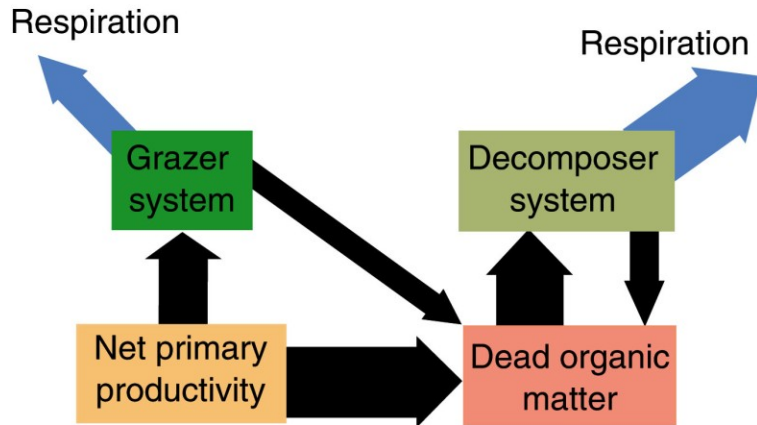 Respiration
Respiration
Grazer
system
Decomposer
system
Net primary
productivity
Dead organic
matter